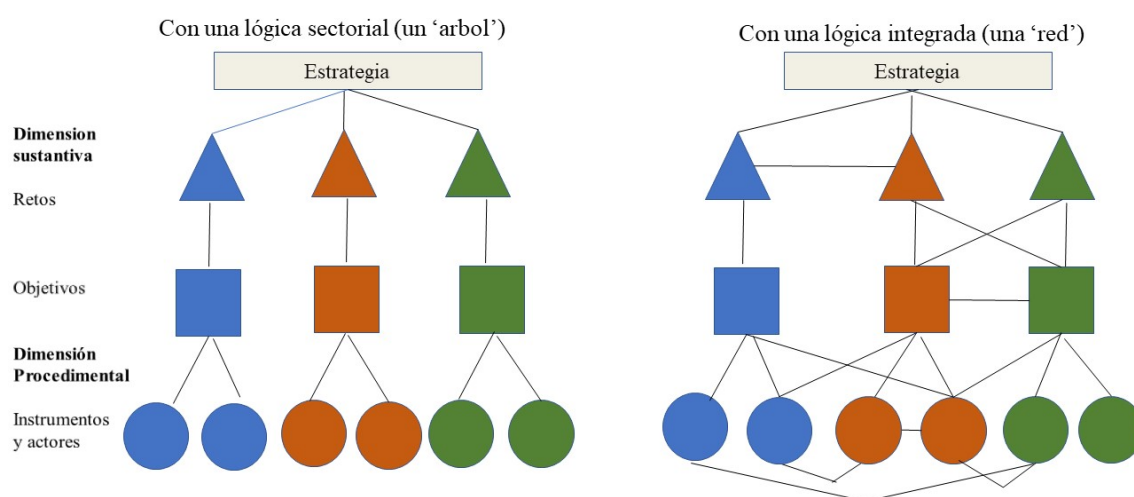 Con una lógica sectorial (un ‘arbol’)
Con una lógica integrada (una ‘red’)
Estrategia
Estrategia
Dimension
sustantiva
Retos
Objetivos
Dimensión
Procedimental
Instrumentos
y actores